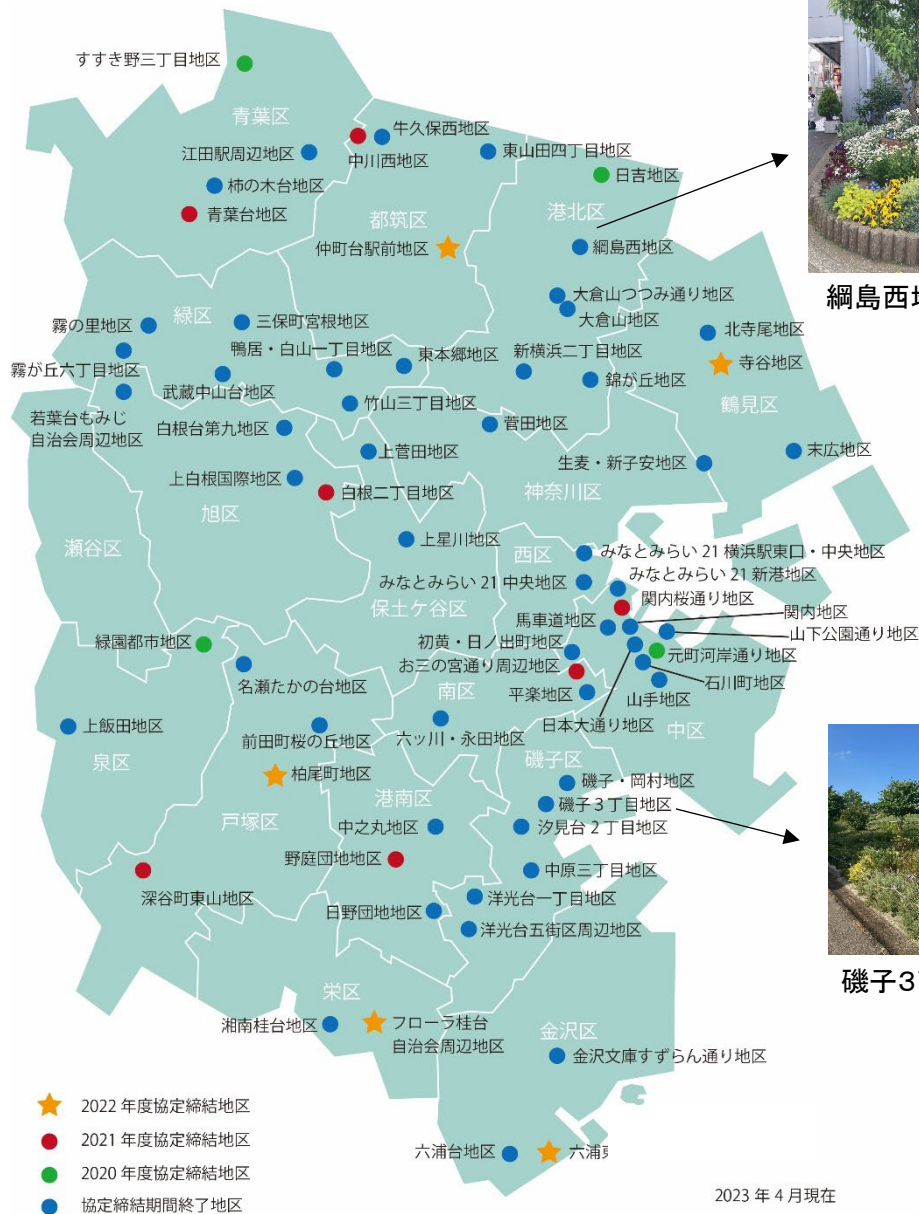 すすき野三丁目地区
青葉区
牛久保西地区
中川西地区
江田駅周辺地区
東山田四丁目地区
柿の木台地区
日吉地区
青葉台地区
都筑区
港北区
仲町台駅前地区
綱島西地区
綱島西地
大倉山つつみ通り地区
大倉山地区
霧の里地区
緑区
三保町宮根地区
北寺尾地区
鴨居・白山一丁目地区
東本郷地区
新横浜二丁目地区
寺谷地区
霧が丘六丁目地区
武蔵中山台地区
錦が丘地区
鶴見区
若葉台もみじ
自治会周辺地区
竹山三丁目地区
白根台第九地区
菅田地区
上菅田地区
生麦・新子安地区
末広地区
上白根国際地区
白根二丁目地区
神奈川区
旭区
瀬谷区
上星川地区
西区
みなとみらい 21 横浜駅東口・中央地区
みなとみらい 21 中央地区
みなとみらい 21 新港地区
保土ケ谷区
関内桜通り地区
馬車道地区
関内地区
山下公園通り地区
緑園都市地区
初黄・日ノ出町地区
元町河岸通り地区
お三の宮通り周辺地区
石川町地区
名瀬たかの台地区
南区
平楽地区
山手地区
上飯田地区
前田町桜の丘地区
六ッ川・永田地区
日本大通り地区
中区
泉区
磯子区
柏尾町地区
港南区
磯子・岡村地区
磯子３丁目地区
戸塚区
中之丸地区
汐見台 2 丁目地区
野庭団地地区
中原三丁目地区
深谷町東山地区
日野団地地区
洋光台一丁目地区
洋光台五街区周辺地区
磯子3
栄区
湘南桂台地区
フローラ桂台
自治会周辺地区
金沢区
金沢文庫すずらん通り地区
2022 年度協定締結地区
2021 年度協定締結地区
2020 年度協定締結地区
協定締結期間終了地区
六浦台地区
六浦
2023 年 4 月現在